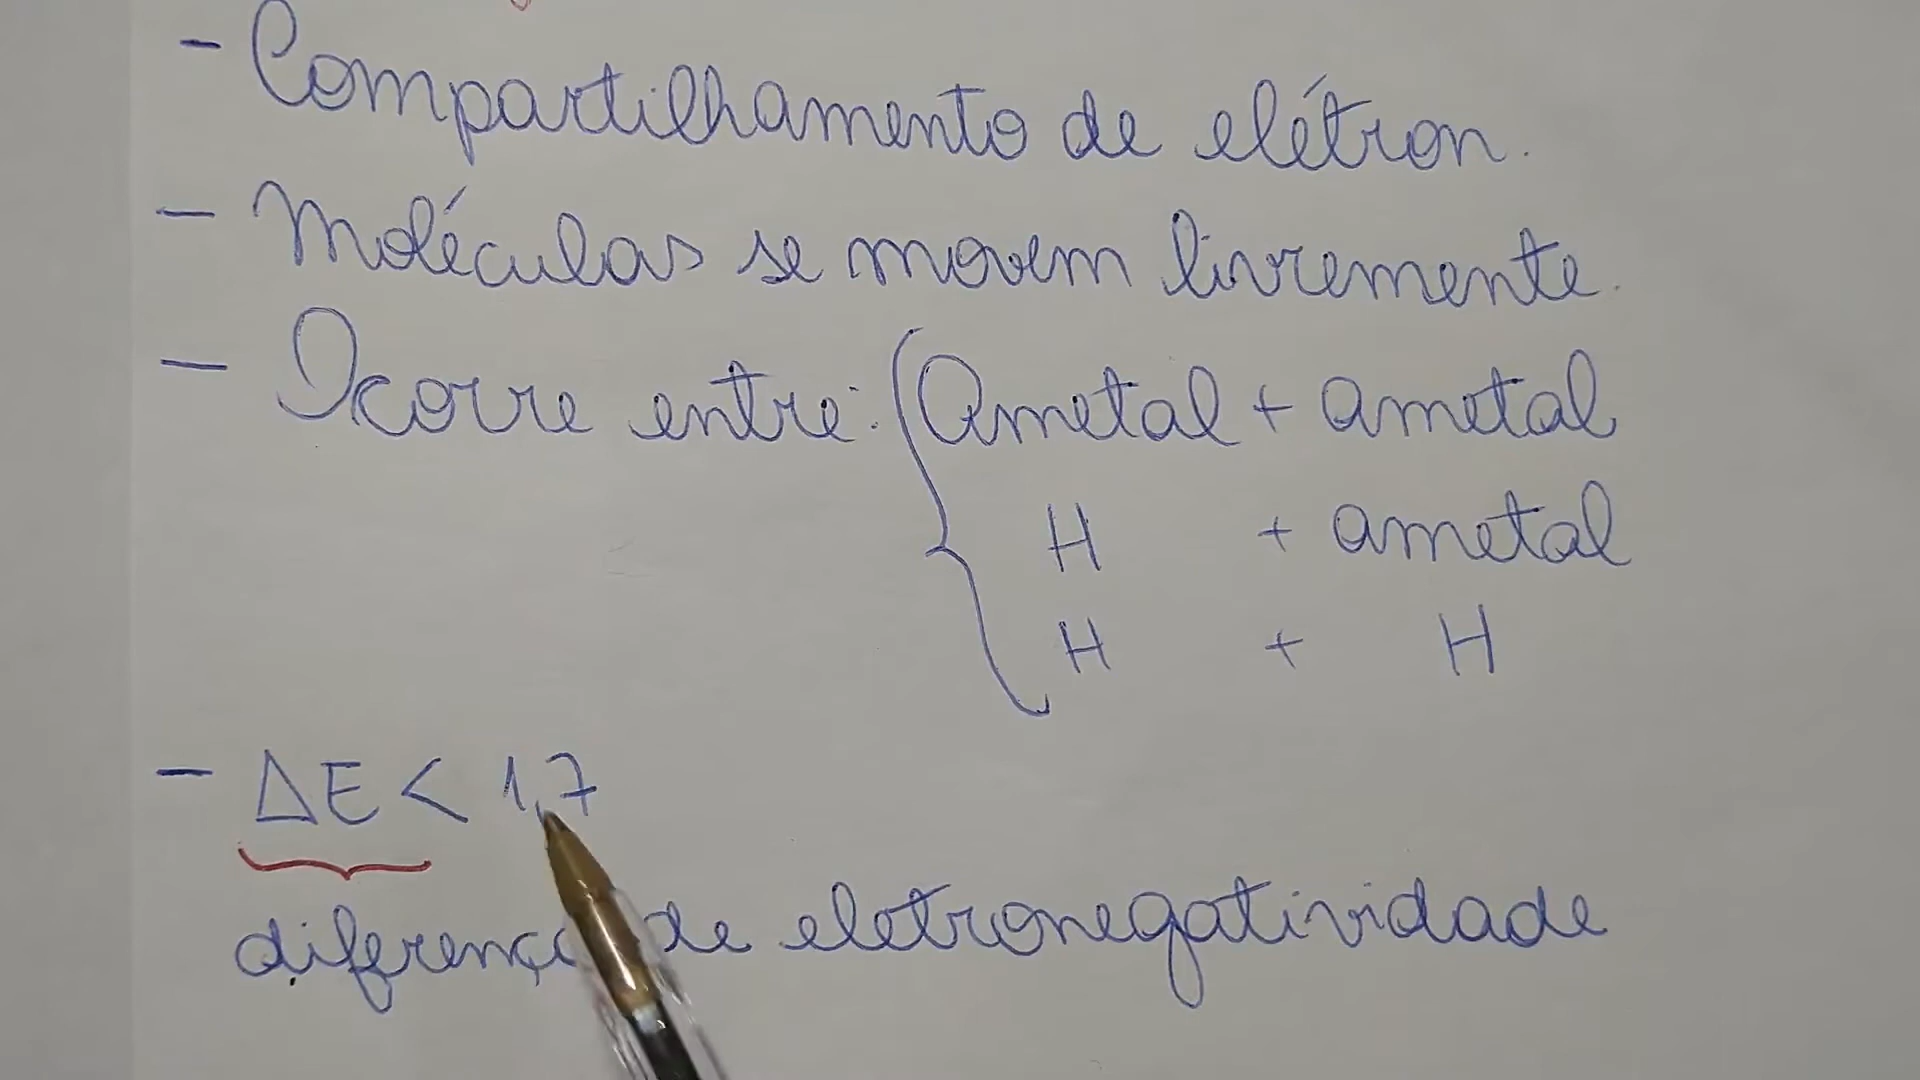 - Compartilhamento de elétron.
- Moléculas se movem livremente.
- Ocorre entre: { Ametal + ametal
H + ametal
H + H
- ΔE < 1,7
diferença de eletronegatividade